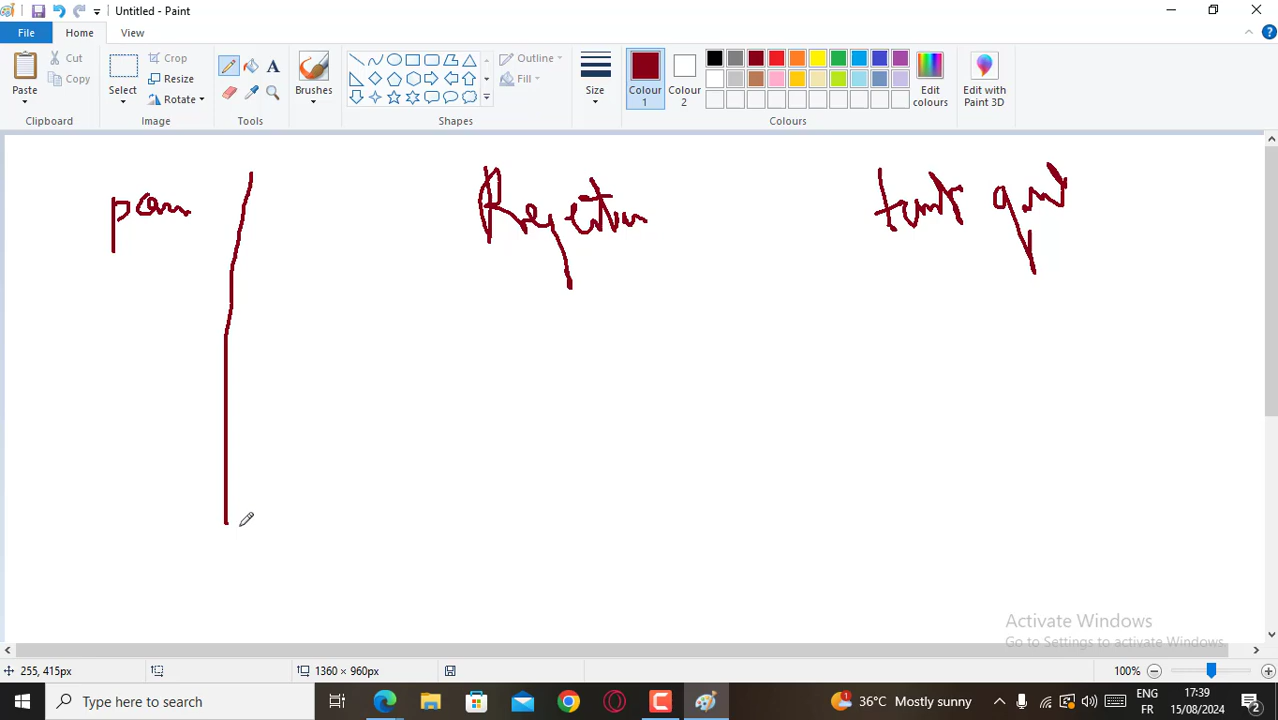 Untitled - Paint
File Home View
Paste
Cut
Copy
Clipboard
Select
Crop
Resize
Rotate
Image
Tools
Brushes
Shapes
Outline
Fill
Size
Colour 1
Colour 2
Edit colours
Colours
Edit with Paint 3D
Rejection
Activate Windows
Go to Settings to activate Windows.
255, 415px 1360 × 960px 100%
Type here to search 36°C Mostly sunny ENG FR 17:39 15/08/2024 2